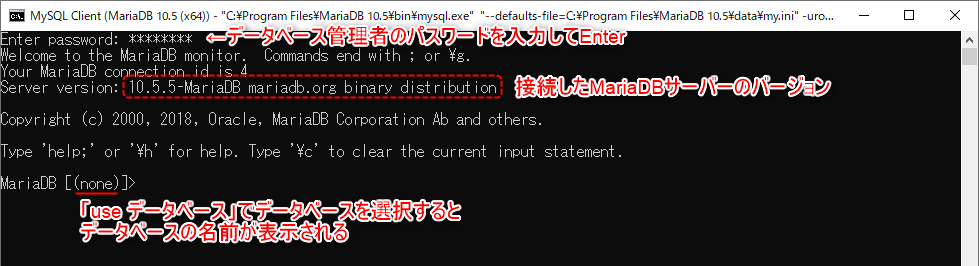 MySQL Client (MariaDB 10.5 (x64)) - "C:¥Program Files¥MariaDB 10.5¥bin¥mysql.exe" "--defaults-file=C:¥Program Files¥MariaDB 10.5¥data¥my.ini" -uro...
Enter password: ******** ←データベース管理者のパスワードを入力してEnter
Welcome to the MariaDB monitor.  Commands end with ; or ¥g.
Your MariaDB connection id is 4
Server version: 10.5.5-MariaDB mariadb.org binary distribution 接続したMariaDBサーバーのバージョン
Copyright (c) 2000, 2018, Oracle, MariaDB Corporation Ab and others.
Type 'help;' or '¥h' for help. Type '¥c' to clear the current input statement.
MariaDB [(none)]>
「use データベース」でデータベースを選択すると
データベースの名前が表示される